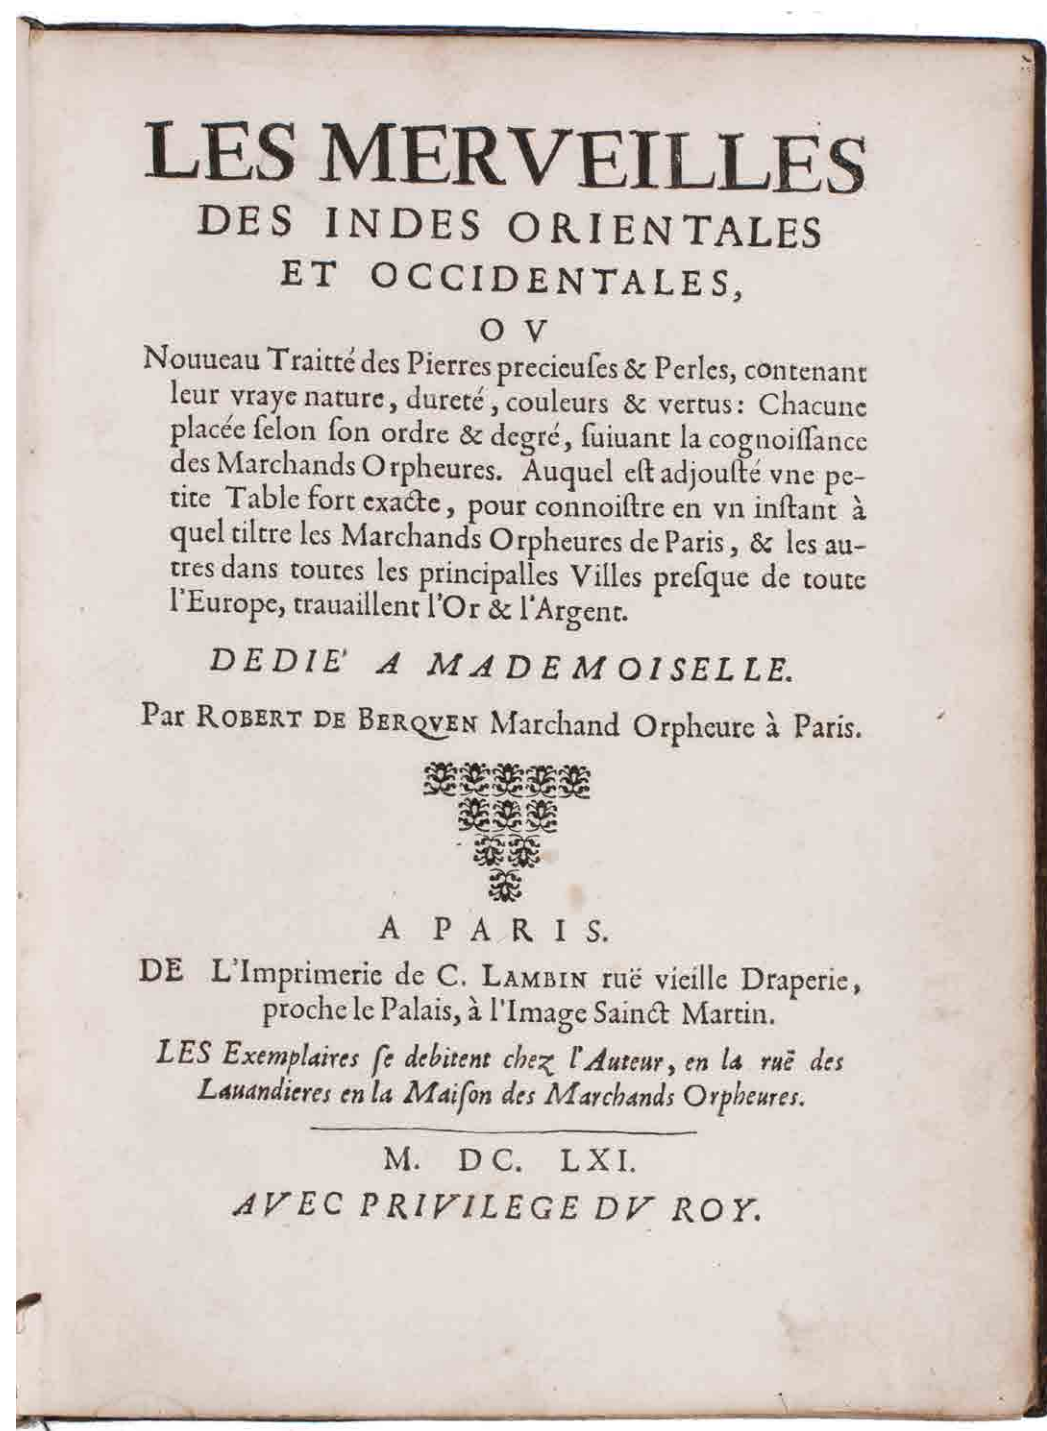 LES MERVEILLES
DES INDES ORIENTALES
ET OCCIDENTALES,
OV
Nouueau Traitté des Pierres precieuſes & Perles, contenant
leur vraye nature, dureté, couleurs & vertus: Chacune
placée ſelon ſon ordre & degré, ſuiuant la cognoiſſance
des Marchands Orpheures. Auquel eſt adjouſté vne pe-
tite Table fort exacte, pour connoiſtre en vn inſtant à
quel tiltre les Marchands Orpheures de Paris, & les au-
tres dans toutes les principalles Villes preſque de toute
l'Europe, trauaillent l'Or & l'Argent.
DEDIE' A MADEMOISELLE.
Par ROBERT DE BERQVEN Marchand Orpheure à Paris.
A PARIS.
DE L'Imprimerie de C. LAMBIN ruë vieille Draperie,
proche le Palais, à l'Image Sainct Martin.
LES Exemplaires ſe debitent chez l'Auteur, en la ruë des
Lauandieres en la Maiſon des Marchands Orpheures.
M. DC. LXI.
AVEC PRIVILEGE DV ROY.